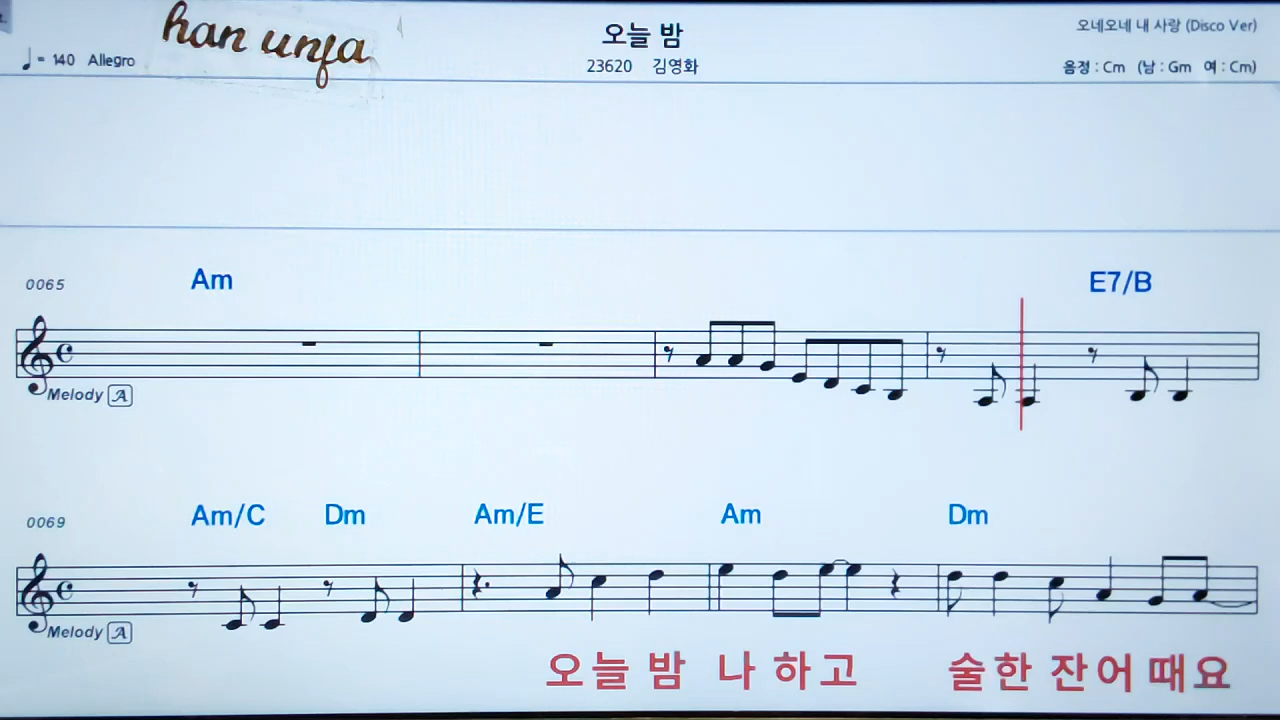 han unja
오늘 밤
오네오네 내 사랑 (Disco Ver)
♩= 140 Allegro
23620 김영화
음정 : Cm (남 : Gm 여 : Cm)
0065 Am E7/B
Melody A
0069 Am/C Dm Am/E Am Dm
Melody A
오늘 밤 나 하고 술한 잔어 때요